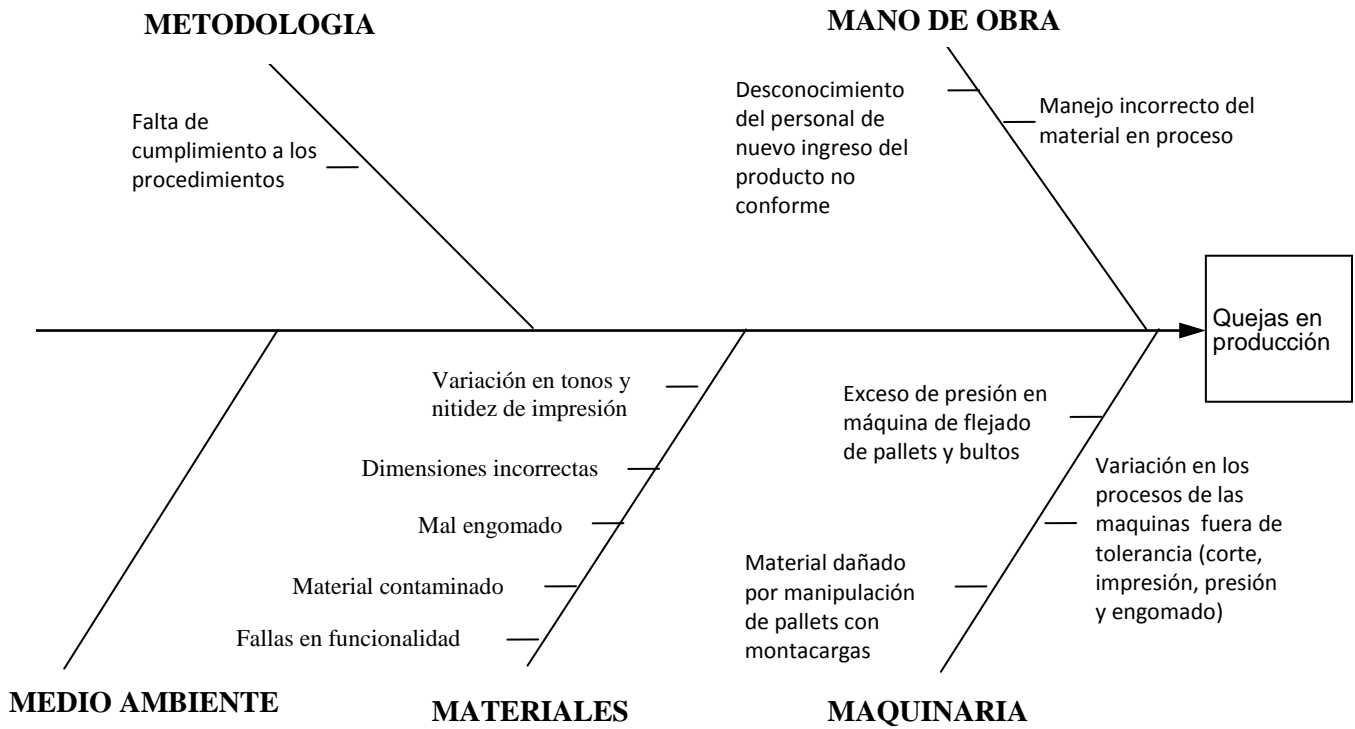 METODOLOGIA
MANO DE OBRA
Falta de
cumplimiento a los
procedimientos
Desconocimiento
del personal de
nuevo ingreso del
producto no
conforme
Manejo incorrecto del
material en proceso
Quejas en
producción
Variación en tonos y
nitidez de impresión
Dimensiones incorrectas
Mal engomado
Material contaminado
Fallas en funcionalidad
Exceso de presión en
máquina de flejado
de pallets y bultos
Material dañado
por manipulación
de pallets con
montacargas
Variación en los
procesos de las
maquinas fuera de
tolerancia (corte,
impresión, presión
y engomado)
MEDIO AMBIENTE
MATERIALES
MAQUINARIA